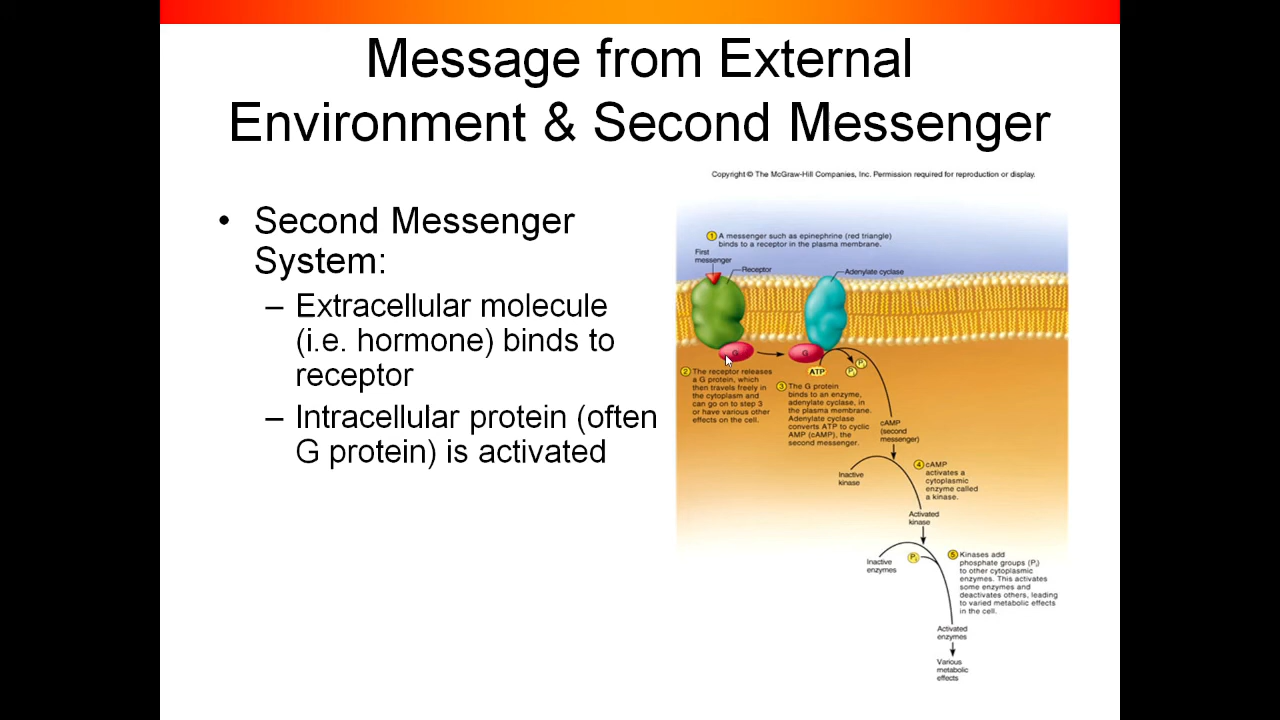 Message from External
Environment & Second Messenger
Copyright © The McGraw-Hill Companies, Inc. Permission required for reproduction or display.
• Second Messenger
System:
– Extracellular molecule
(i.e. hormone) binds to
receptor
– Intracellular protein (often
G protein) is activated
1 A messenger such as epinephrine (red triangle)
binds to a receptor in the plasma membrane.
First
messenger
Receptor
Adenylate cyclase
G
G
ATP
Pi
Pi
2 The receptor releases
a G protein, which
then travels freely in
the cytoplasm and
can go on to step 3
or have various other
effects on the cell.
3 The G protein
binds to an enzyme,
adenylate cyclase, in
the plasma membrane.
Adenylate cyclase
converts ATP to cyclic
AMP (cAMP), the
second messenger.
cAMP
(second
messenger)
Inactive
kinase
4 cAMP
activates a
cytoplasmic
enzyme called
a kinase.
Activated
kinase
Inactive
enzymes
Pi
5 Kinases add
phosphate groups (Pi)
to other cytoplasmic
enzymes. This activates
some enzymes and
deactivates others, leading
to varied metabolic effects
in the cell.
Activated
enzymes
Various
metabolic
effects